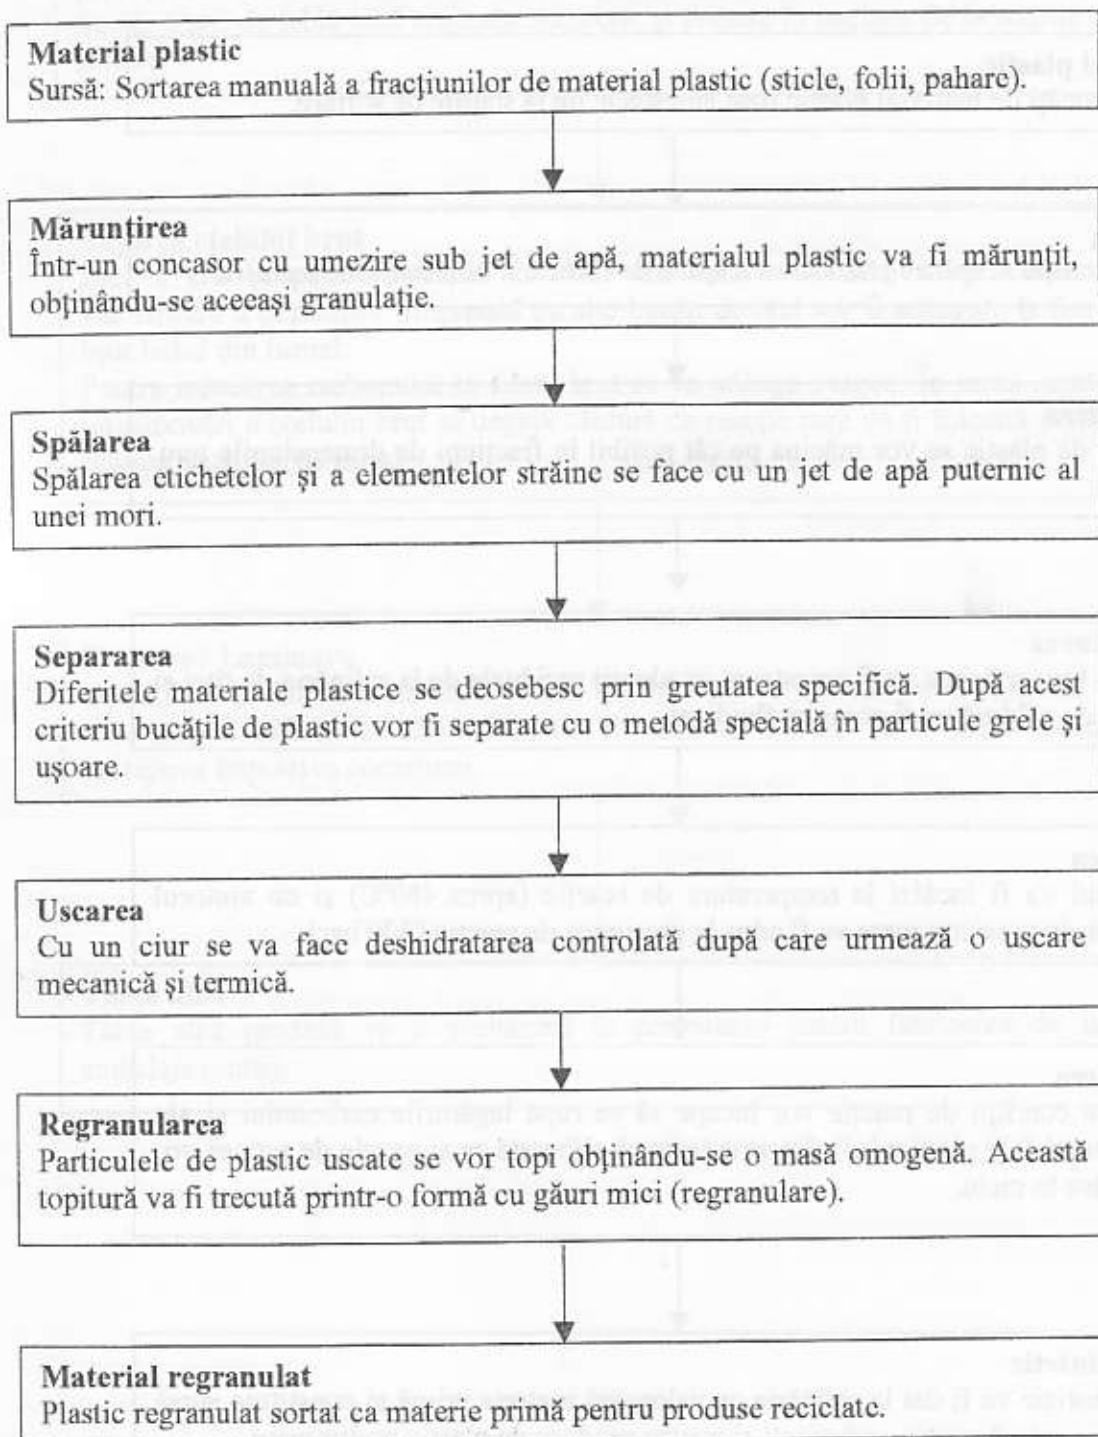 Material plastic
Sursă: Sortarea manuală a fracțiunilor de material plastic (sticle, folii, pahare).
Mărunțirea
Într-un concasor cu umezire sub jet de apă, materialul plastic va fi mărunțit,
obținându-se aceeași granulație.
Spălarea
Spălarea etichetelor și a elementelor străine se face cu un jet de apă puternic al
unei mori.
Separarea
Diferitele materiale plastice se deosebesc prin greutatea specifică. După acest
criteriu bucățile de plastic vor fi separate cu o metodă specială în particule grele și
ușoare.
Uscarea
Cu un ciur se va face deshidratarea controlată după care urmează o uscare
mecanică și termică.
Regranularea
Particulele de plastic uscate se vor topi obținându-se o masă omogenă. Această
topitură va fi trecută printr-o formă cu găuri mici (regranulare).
Material regranulat
Plastic regranulat sortat ca materie primă pentru produse reciclate.